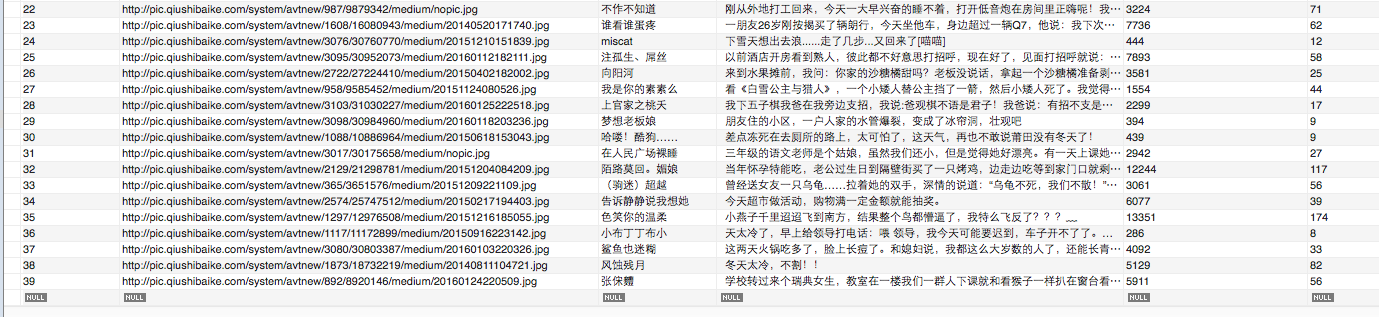 22 http://pic.qiushibaike.com/system/avtnew/987/9879342/medium/nopic.jpg 不作不知道 刚从外地打工回来，今天一大早兴奋的睡不着，打开低音炮在房间里正嗨呢！我… 3224 71
23 http://pic.qiushibaike.com/system/avtnew/1608/16080943/medium/20140520171740.jpg 谁看谁蛋疼 一朋友26岁刚按揭买了辆朗行，今天坐他车，身边超过一辆Q7，他说：我下次… 7736 62
24 http://pic.qiushibaike.com/system/avtnew/3076/30760770/medium/20151210151839.jpg miscat 下雪天想出去浪......走了几步...又回来了[喵喵] 444 12
25 http://pic.qiushibaike.com/system/avtnew/3095/30952073/medium/20160112182111.jpg 注孤生、屌丝 以前酒店开房看到熟人，彼此都不好意思打招呼，现在好了，见面打招呼就说：… 7893 58
26 http://pic.qiushibaike.com/system/avtnew/2722/27224410/medium/20150402182002.jpg 向阳河 来到水果摊前，我问：你家的沙糖橘甜吗？老板没说话，拿起一个沙糖橘准备剥… 3581 25
27 http://pic.qiushibaike.com/system/avtnew/958/9585452/medium/20151124080526.jpg 我是你的素素么 看《白雪公主与猎人》，一个小矮人替公主挡了一箭，然后小矮人死了。我觉得… 1554 44
28 http://pic.qiushibaike.com/system/avtnew/3103/31030227/medium/20160125222518.jpg 上官家之桃夭 我下五子棋我爸在我旁边支招，我说:爸观棋不语是君子！我爸说：有招不支是… 2299 17
29 http://pic.qiushibaike.com/system/avtnew/3098/30984960/medium/20160118203236.jpg 梦想老板娘 朋友住的小区，一户人家的水管爆裂，变成了冰帘洞，壮观吧 394 9
30 http://pic.qiushibaike.com/system/avtnew/1088/10886964/medium/20150618153043.jpg 哈喽！酷狗…… 差点冻死在去厕所的路上，太可怕了，这天气，再也不敢说莆田没有冬天了！ 439 9
31 http://pic.qiushibaike.com/system/avtnew/3017/30175658/medium/nopic.jpg 在人民广场裸睡 三年级的语文老师是个姑娘，虽然我们还小，但是觉得她好漂亮。有一天上课她… 2942 27
32 http://pic.qiushibaike.com/system/avtnew/2129/21298781/medium/20151204084209.jpg 陌路莫回。媚娘 当年怀孕特能吃，老公过生日到隔壁街买了一只烤鸡，边走边吃等到家门口就剩… 12244 117
33 http://pic.qiushibaike.com/system/avtnew/365/3651576/medium/20151209221109.jpg （驹迷）超越 曾经送女友一只乌龟……拉着她的双手，深情的说道：“乌龟不死，我们不散！”… 3061 56
34 http://pic.qiushibaike.com/system/avtnew/2574/25747512/medium/20150217194403.jpg 告诉静静说我想她 今天超市做活动，购物满一定金额就能抽奖。 6077 39
35 http://pic.qiushibaike.com/system/avtnew/1297/12976508/medium/20151216185055.jpg 色笑你的温柔 小燕子千里迢迢飞到南方，结果整个鸟都懵逼了，我特么飞反了？？？ 13351 174
36 http://pic.qiushibaike.com/system/avtnew/1117/11172899/medium/20150916223142.jpg 小布丁丁布小 天太冷了，早上给领导打电话：喂 领导，我今天可能要迟到，车子开不了了。… 286 8
37 http://pic.qiushibaike.com/system/avtnew/3080/30803387/medium/20160103220326.jpg 鲨鱼也迷糊 这两天火锅吃多了，脸上长痘了。和媳妇说，我都这么大岁数的人了，还能长青… 4092 33
38 http://pic.qiushibaike.com/system/avtnew/1873/18732219/medium/20140811104721.jpg 风蚀残月 冬天太冷，不割！！ 5129 82
39 http://pic.qiushibaike.com/system/avtnew/892/8920146/medium/20160124220509.jpg 学校转过来个瑞典女生，教室在一楼我们一群人下课就和看猴子一样扒在窗台看… 5911 56
NULL NULL NULL NULL NULL NULL